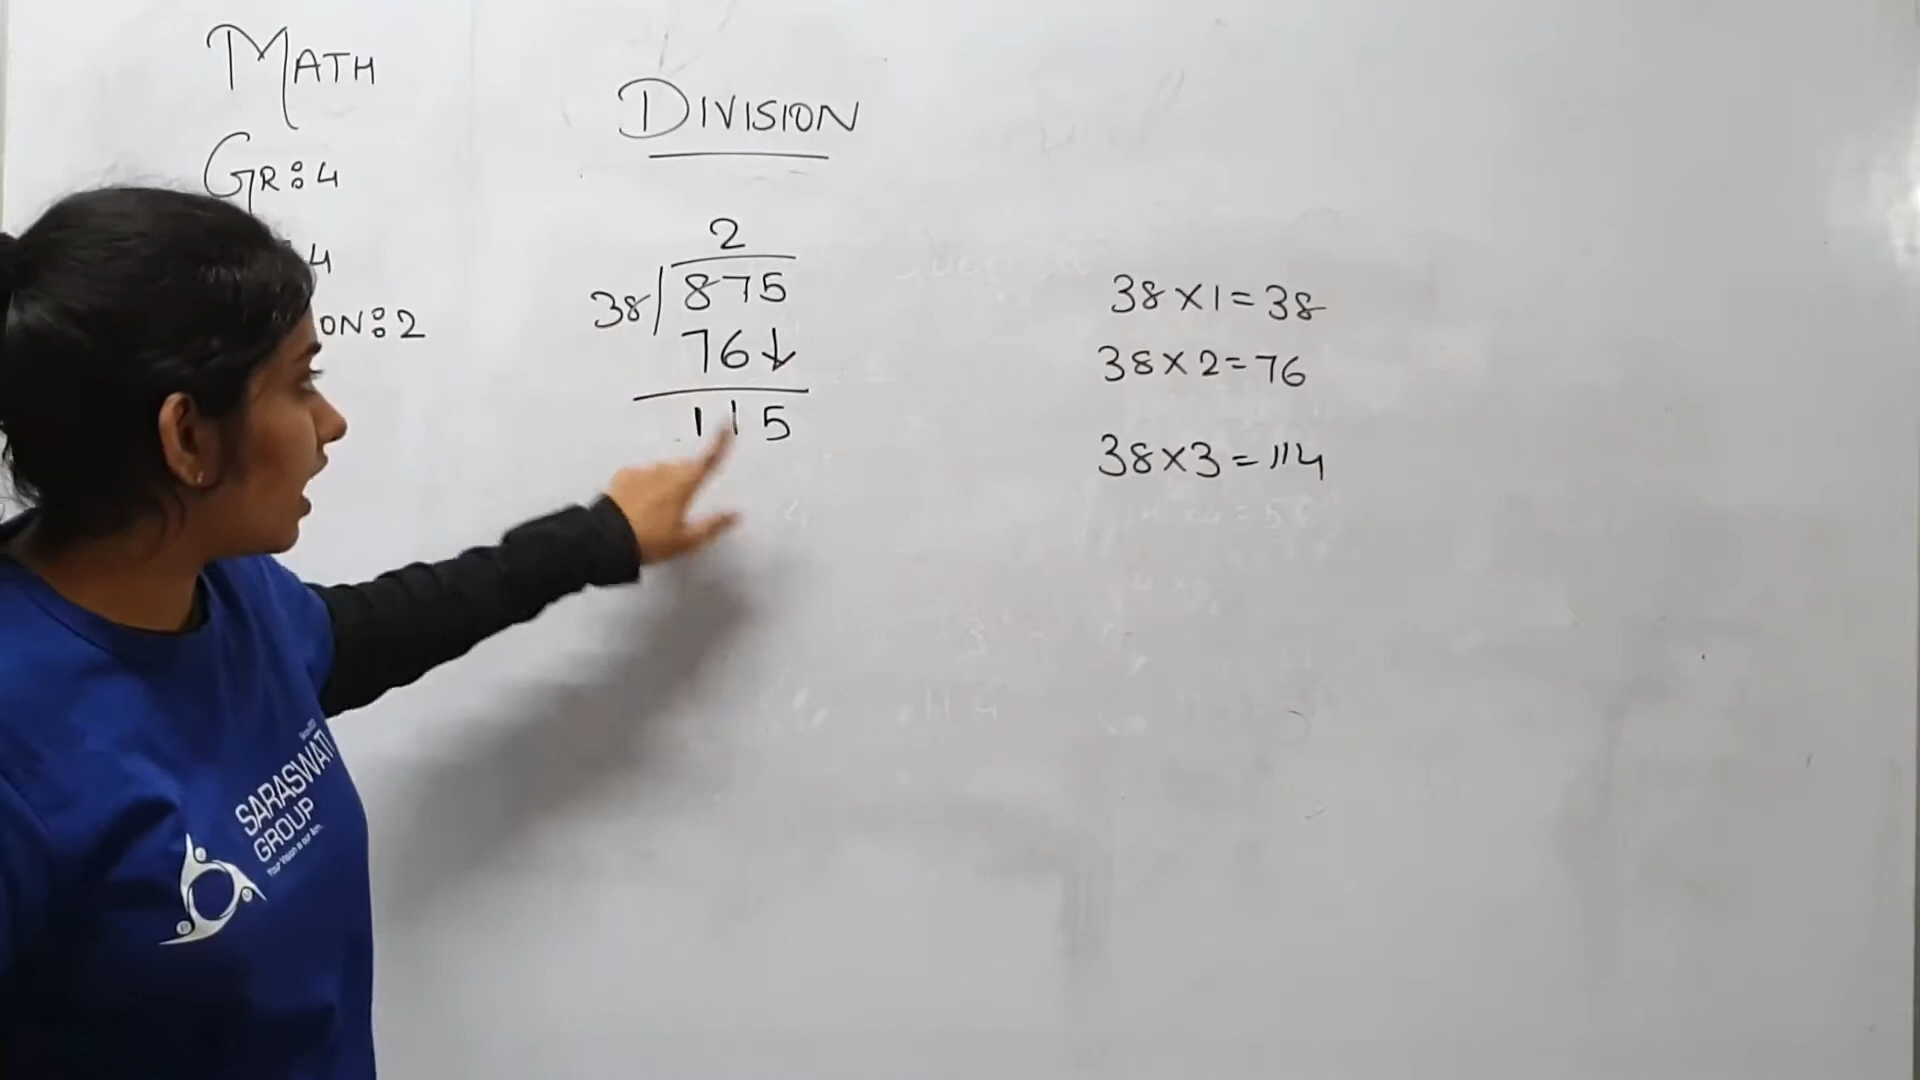 MATH
GR: 4
4
ON: 2
DIVISION
2
38 875
76↓
115
38 × 1 = 38
38 × 2 = 76
38 × 3 = 114
SARASWATI
GROUP